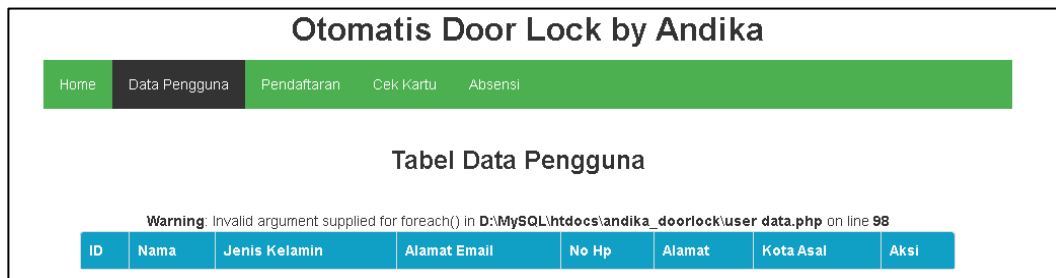 Otomatis Door Lock by Andika
Home Data Pengguna Pendaftaran Cek Kartu Absensi
Tabel Data Pengguna
Warning: Invalid argument supplied for foreach() in D:\MySQL\htdocs\andika_doorlock\user data.php on line 98
ID Nama Jenis Kelamin Alamat Email No Hp Alamat Kota Asal Aksi